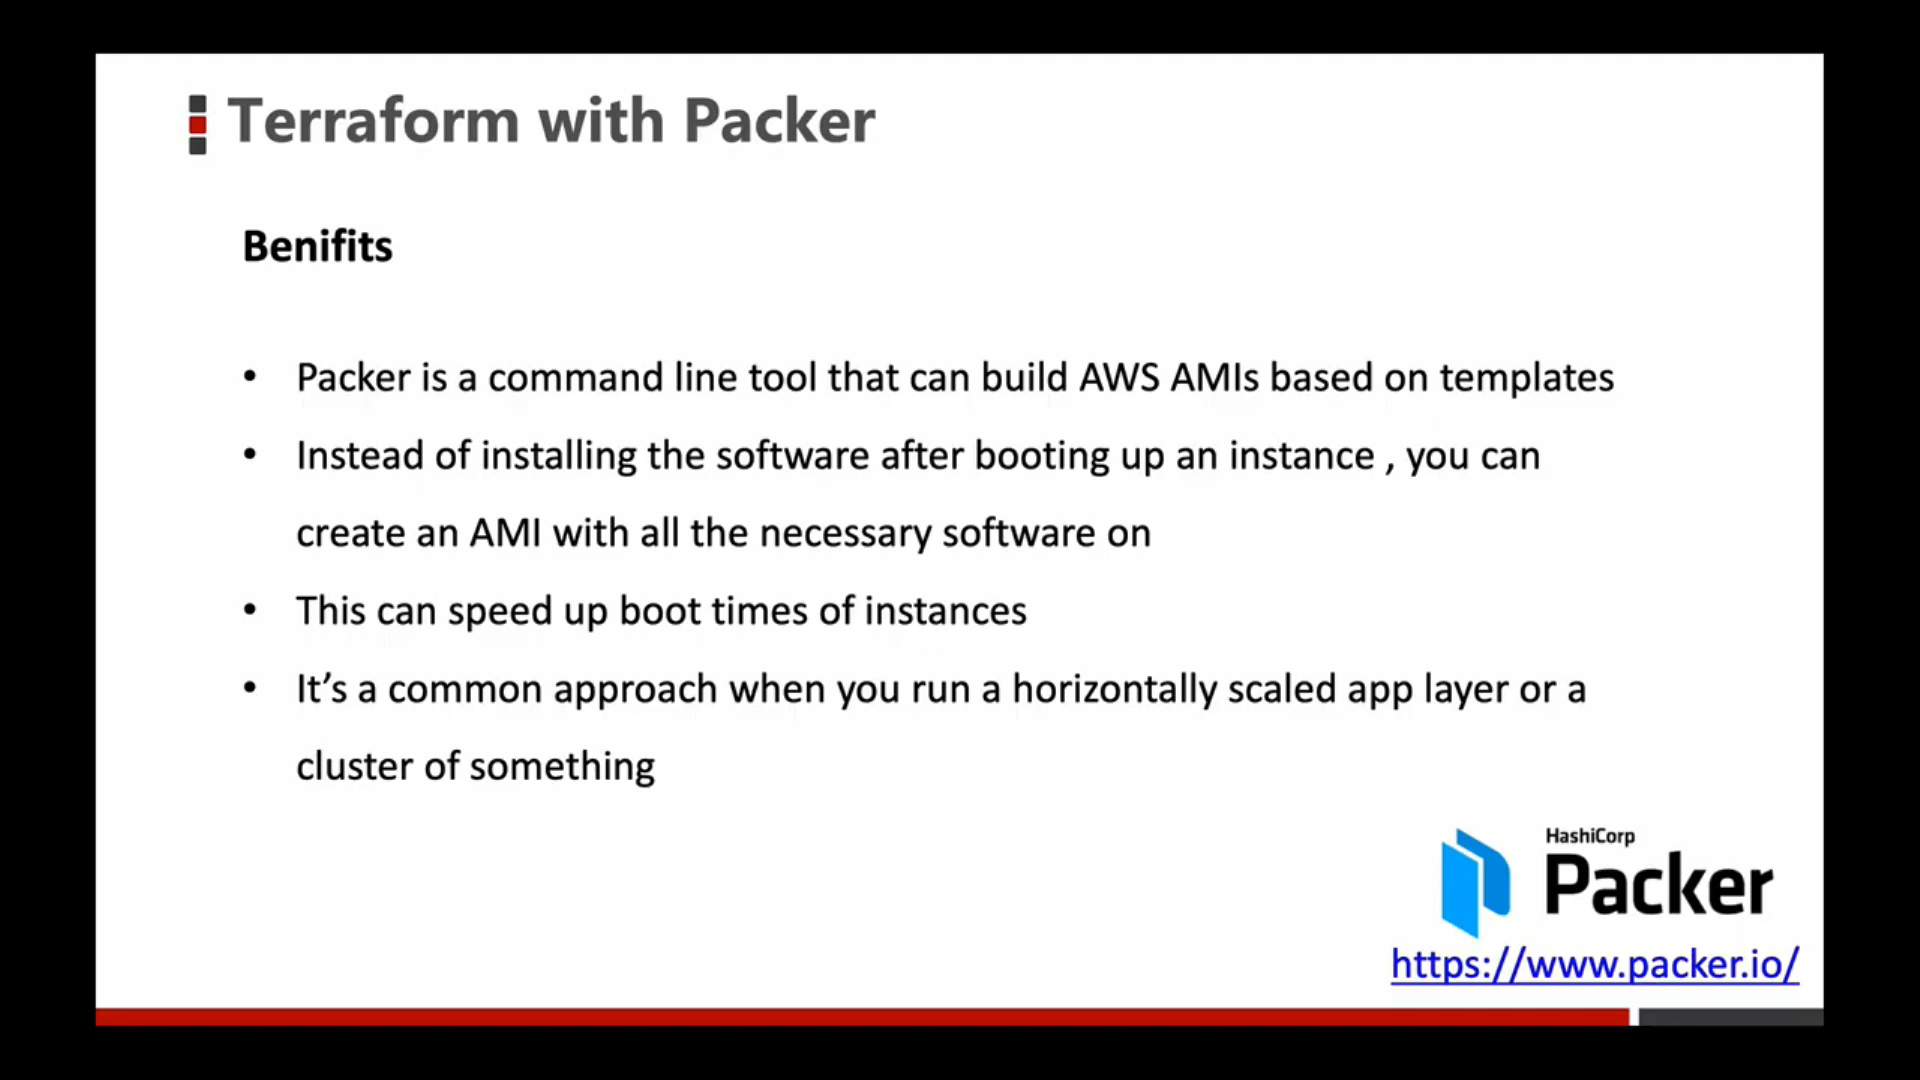 Terraform with Packer
Benifits
• Packer is a command line tool that can build AWS AMIs based on templates
• Instead of installing the software after booting up an instance , you can
create an AMI with all the necessary software on
• This can speed up boot times of instances
• It’s a common approach when you run a horizontally scaled app layer or a
cluster of something
HashiCorp
Packer
https://www.packer.io/